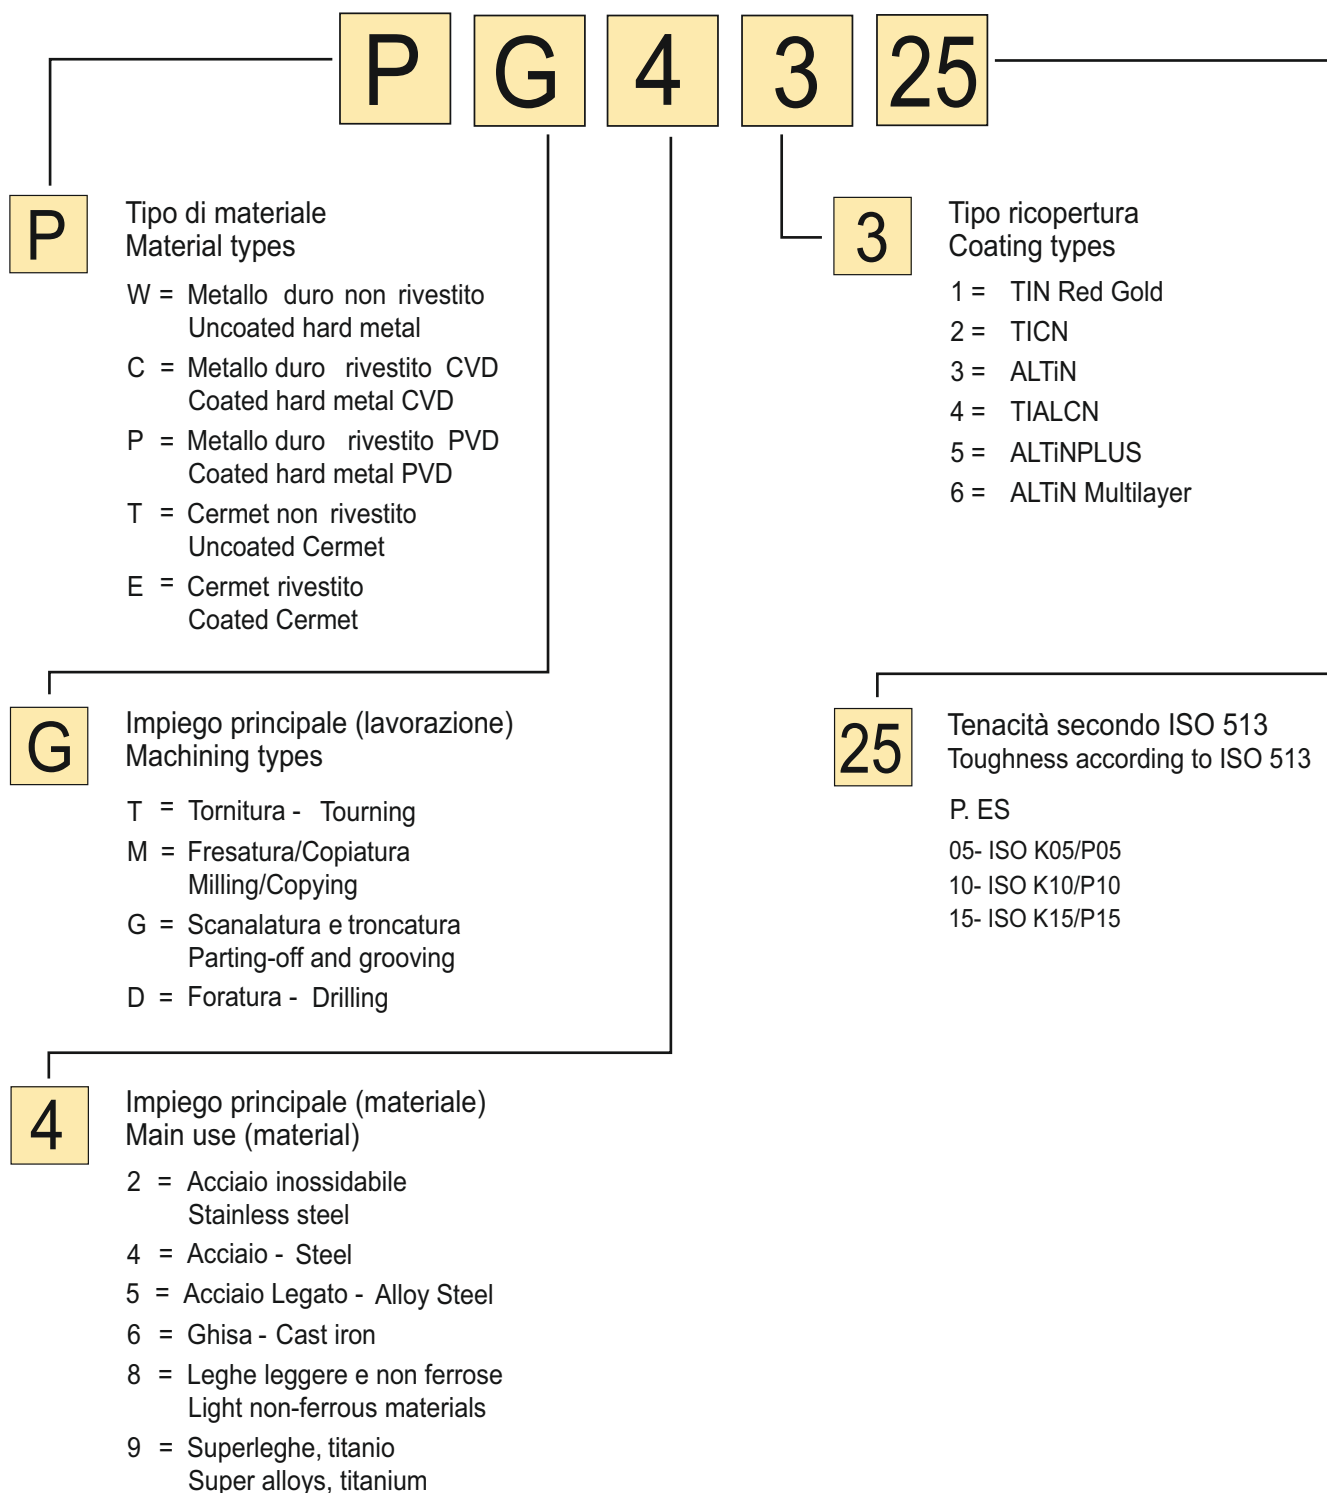 P G 4 3 25
P
Tipo di materiale
Material types
W = Metallo duro non rivestito
Uncoated hard metal
C = Metallo duro rivestito CVD
Coated hard metal CVD
P = Metallo duro rivestito PVD
Coated hard metal PVD
T = Cermet non rivestito
Uncoated Cermet
E = Cermet rivestito
Coated Cermet
G
Impiego principale (lavorazione)
Machining types
T = Tornitura - Tourning
M = Fresatura/Copiatura
Milling/Copying
G = Scanalatura e troncatura
Parting-off and grooving
D = Foratura - Drilling
4
Impiego principale (materiale)
Main use (material)
2 = Acciaio inossidabile
Stainless steel
4 = Acciaio - Steel
5 = Acciaio Legato - Alloy Steel
6 = Ghisa - Cast iron
8 = Leghe leggere e non ferrose
Light non-ferrous materials
9 = Superleghe, titanio
Super alloys, titanium
3
Tipo ricopertura
Coating types
1 = TIN Red Gold
2 = TICN
3 = ALTiN
4 = TIALCN
5 = ALTiNPLUS
6 = ALTiN Multilayer
25
Tenacità secondo ISO 513
Toughness according to ISO 513
P. ES
05- ISO K05/P05
10- ISO K10/P10
15- ISO K15/P15